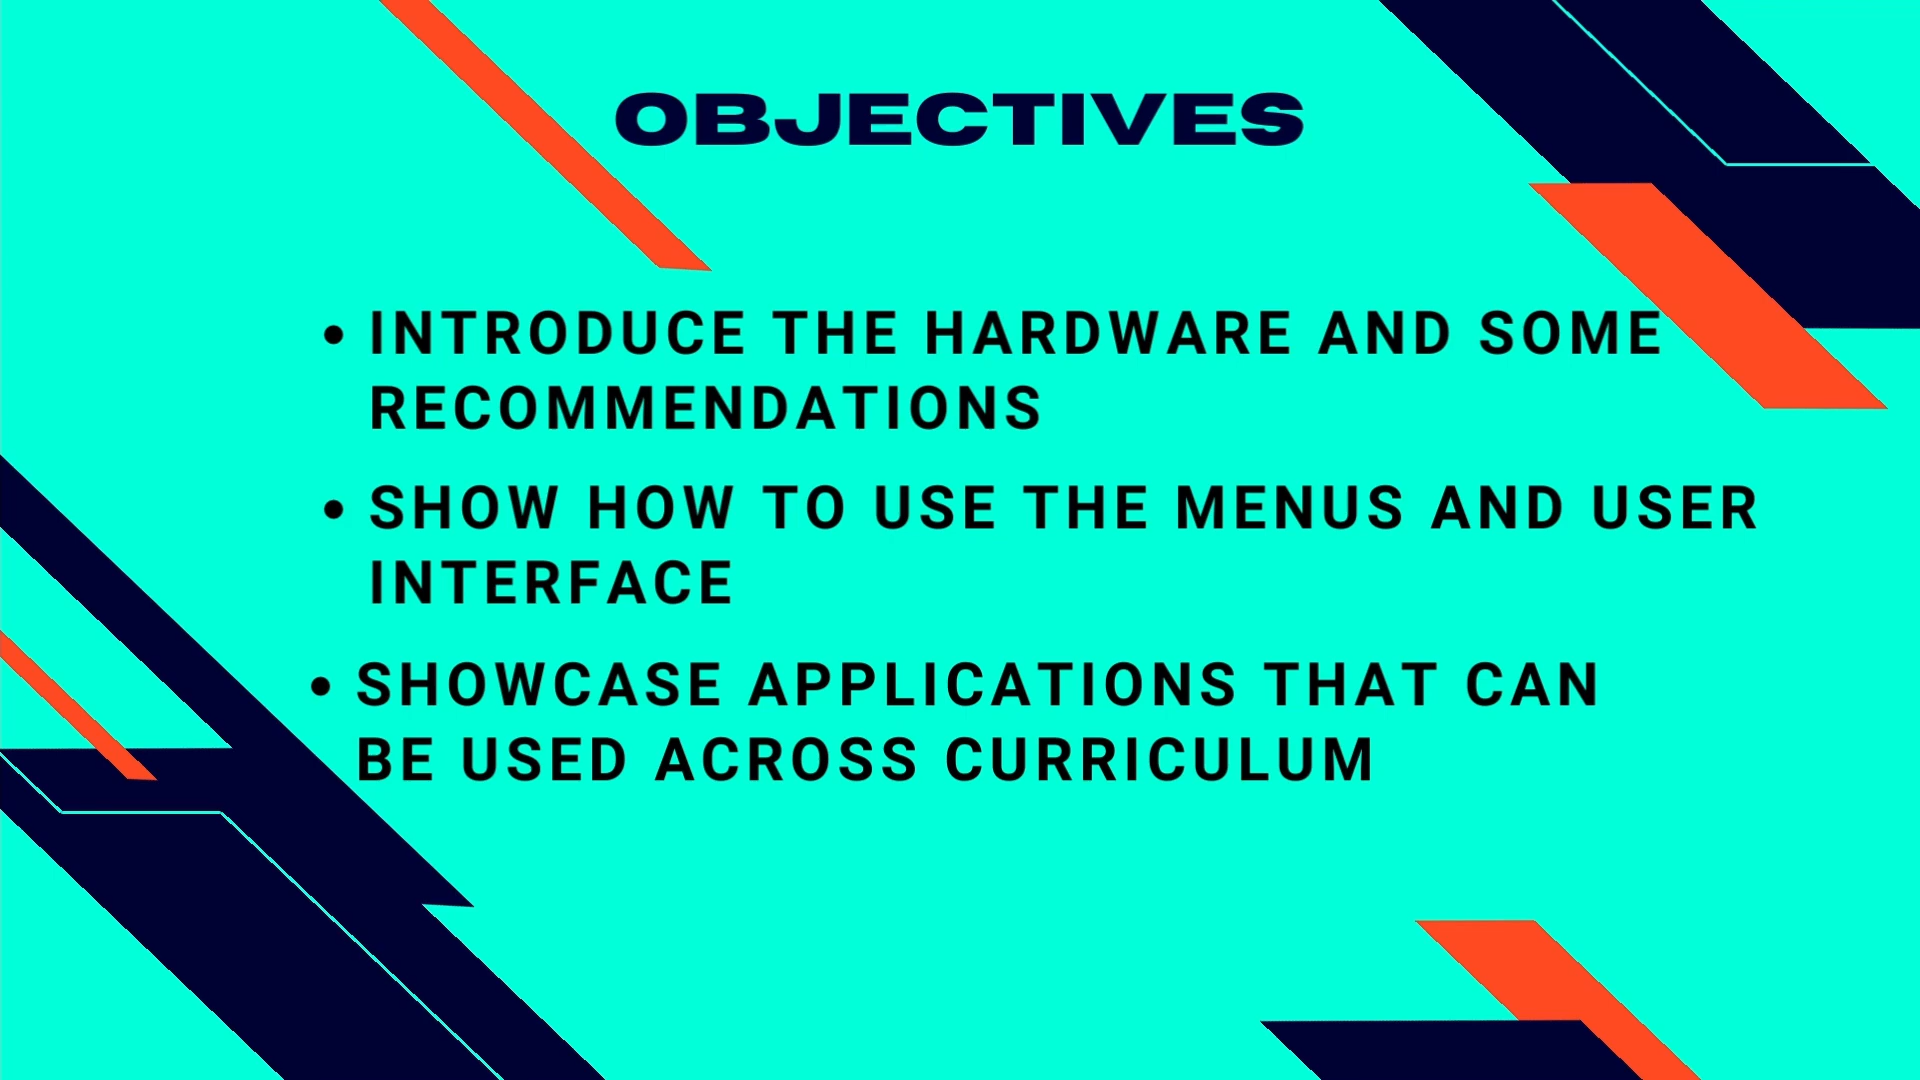 OBJECTIVES
• INTRODUCE THE HARDWARE AND SOME
RECOMMENDATIONS
• SHOW HOW TO USE THE MENUS AND USER
INTERFACE
• SHOWCASE APPLICATIONS THAT CAN
BE USED ACROSS CURRICULUM